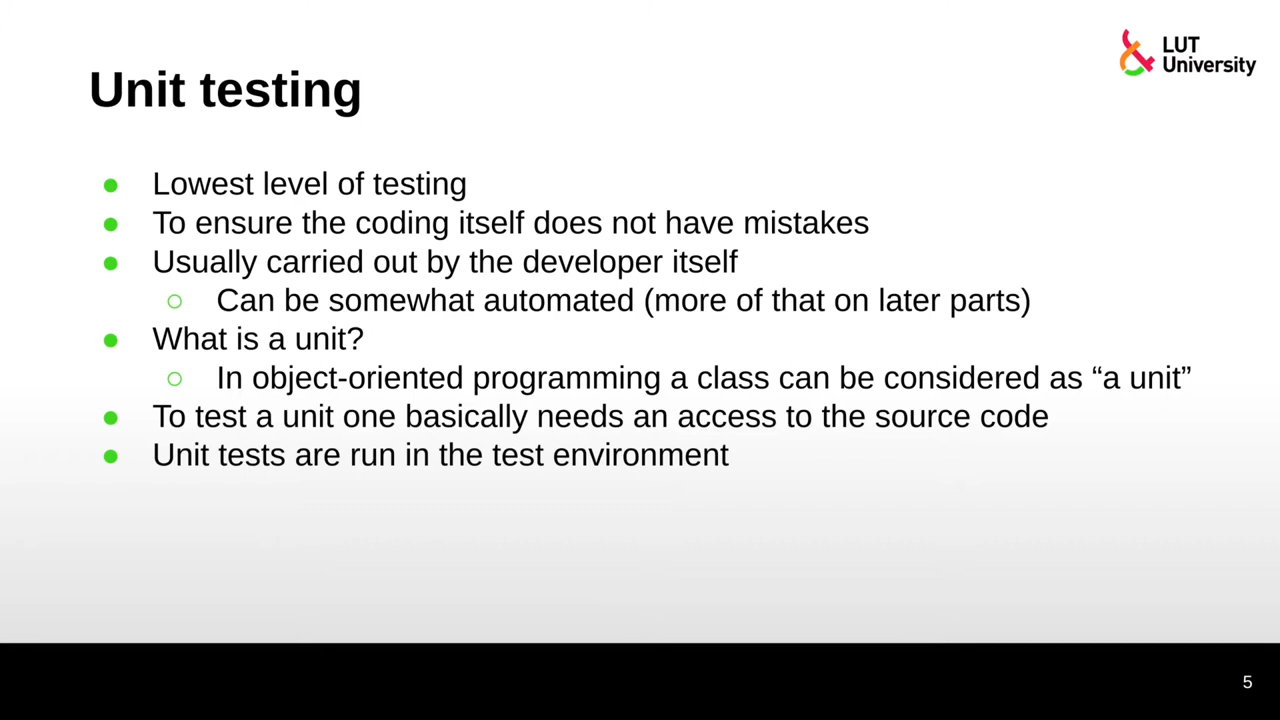 LUT
University
Unit testing
● Lowest level of testing
● To ensure the coding itself does not have mistakes
● Usually carried out by the developer itself
○ Can be somewhat automated (more of that on later parts)
● What is a unit?
○ In object-oriented programming a class can be considered as “a unit”
● To test a unit one basically needs an access to the source code
● Unit tests are run in the test environment
5